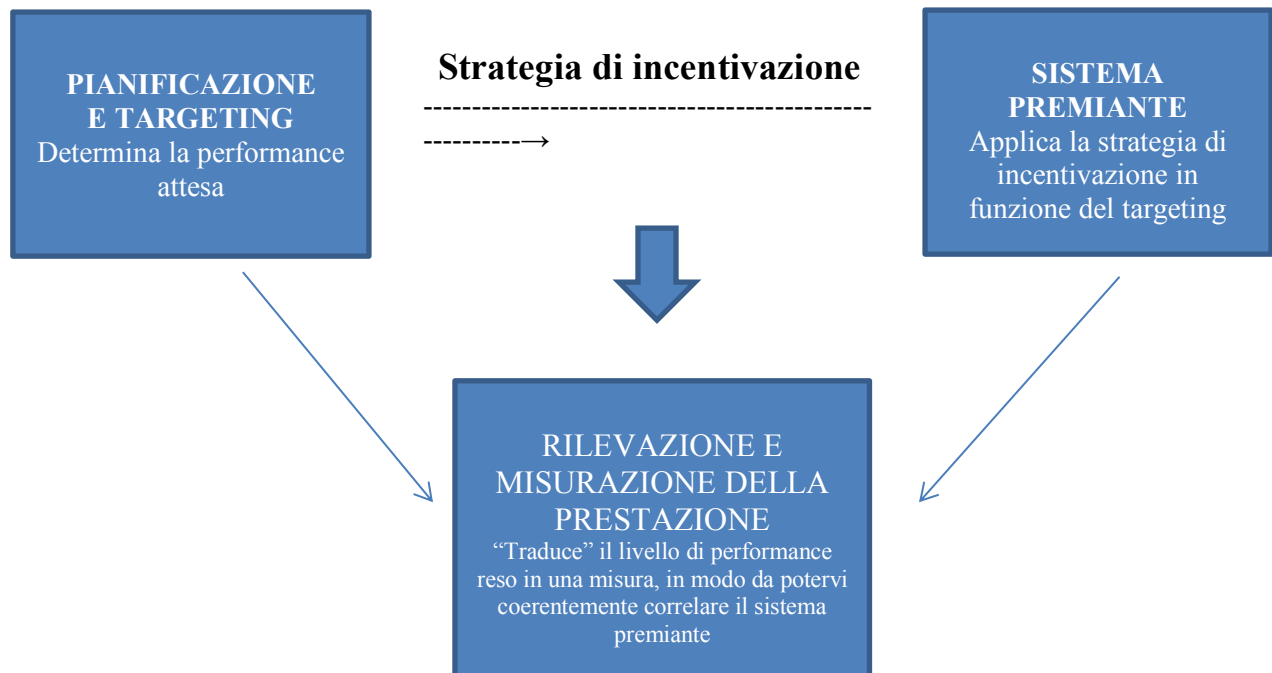 PIANIFICAZIONE
E TARGETING
Determina la performance
attesa
Strategia di incentivazione
-----------------------------------------------
----------→
SISTEMA
PREMIANTE
Applica la strategia di
incentivazione in
funzione del targeting
RILEVAZIONE E
MISURAZIONE DELLA
PRESTAZIONE
“Traduce” il livello di performance
reso in una misura, in modo da potervi
coerentemente correlare il sistema
premiante